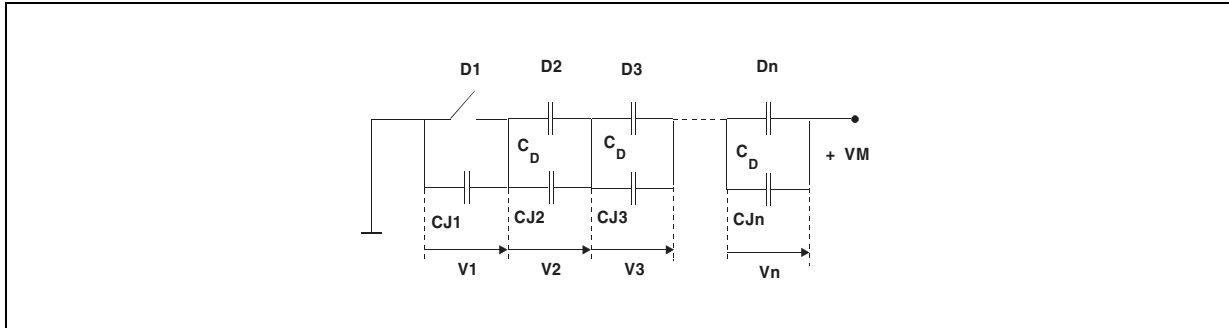 D1 D2 D3 Dn
C_D C_D C_D + VM
CJ1 CJ2 CJ3 CJn
V1 V2 V3 Vn